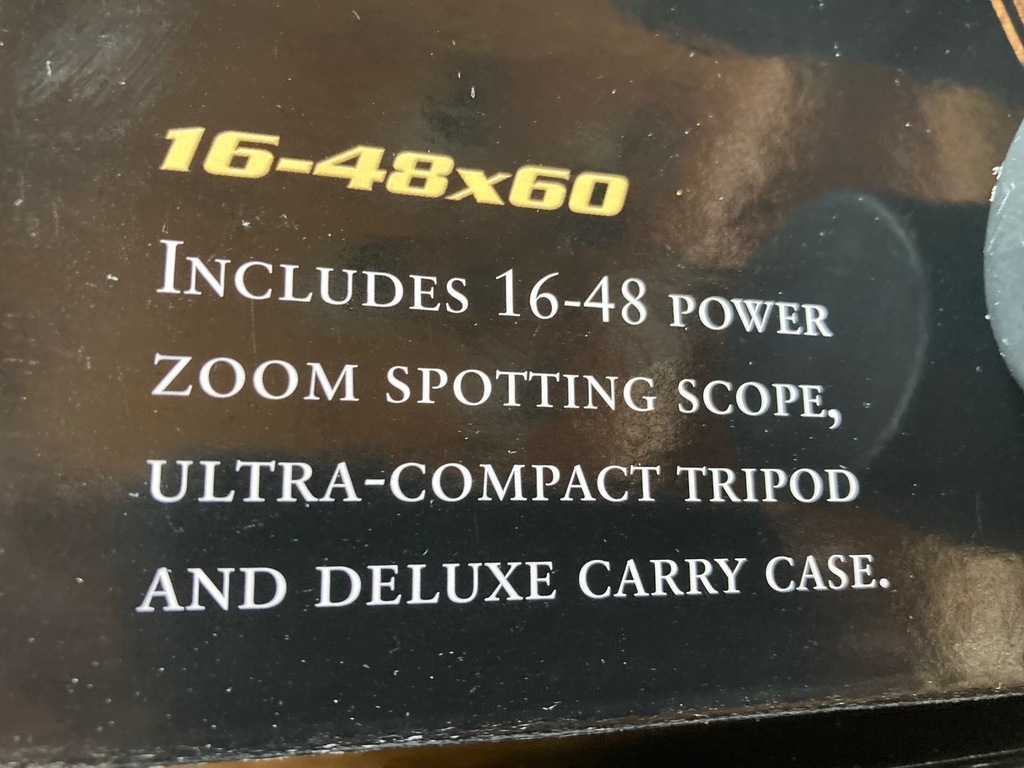 16-48x60
INCLUDES 16-48 POWER
ZOOM SPOTTING SCOPE,
ULTRA-COMPACT TRIPOD
AND DELUXE CARRY CASE.